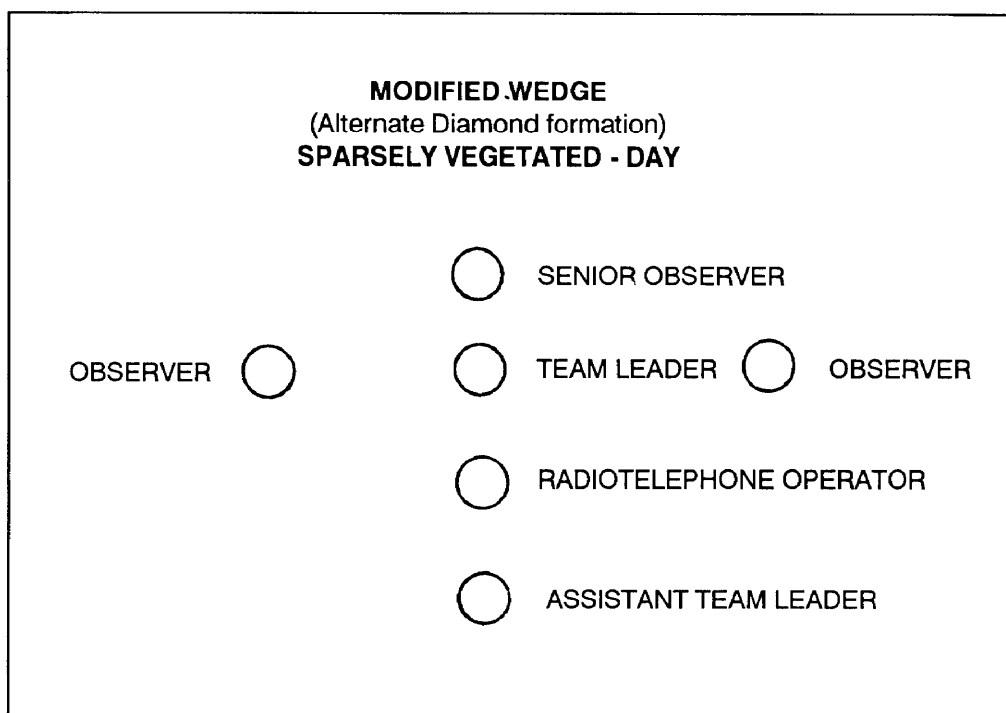 MODIFIED WEDGE
(Alternate Diamond formation)
SPARSELY VEGETATED - DAY
SENIOR OBSERVER
OBSERVER TEAM LEADER OBSERVER
RADIOTELEPHONE OPERATOR
ASSISTANT TEAM LEADER